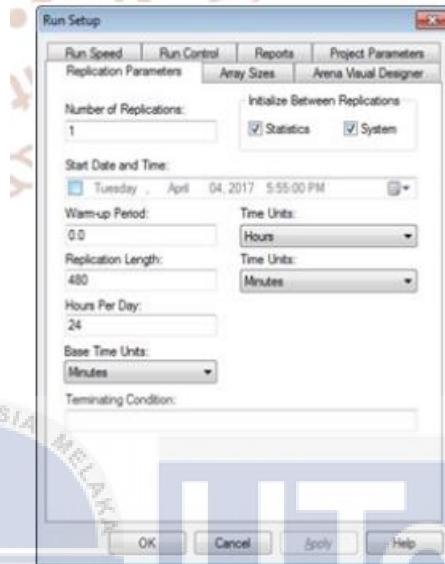 Run Setup
Run Speed Run Control Reports Project Parameters
Replication Parameters Array Sizes Arena Visual Designer
Number of Replications:
1
Initialize Between Replications
Statistics System
Start Date and Time:
Tuesday , April 04, 2017 5:55:00 PM
Warm-up Period: Time Units:
0.0 Hours
Replication Length: Time Units:
480 Minutes
Hours Per Day:
24
Base Time Units:
Minutes
Terminating Condition:
OK Cancel Apply Help
SIA MELAKA